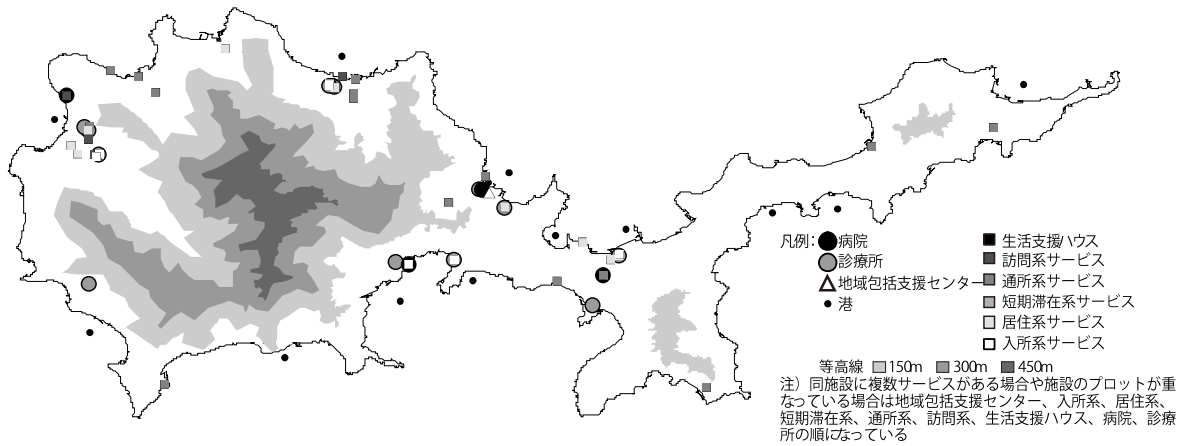 凡例：
病院
診療所
地域包括支援センター
港
生活支援ハウス
訪問系サービス
通所系サービス
短期滞在系サービス
居住系サービス
入所系サービス
等高線 150m 300m 450m
注）同施設に複数サービスがある場合や施設のプロットが重
なっている場合は地域包括支援センター、入所系、居住系、
短期滞在系、通所系、訪問系、生活支援ハウス、病院、診療
所の順になっている